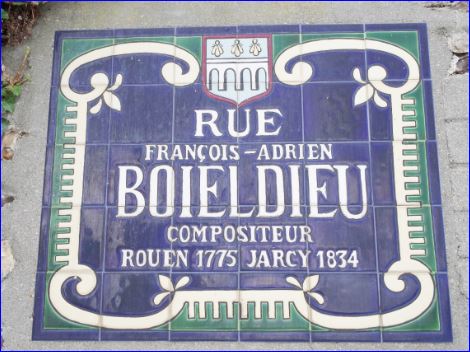 RUE
FRANÇOIS-ADRIEN
BOIELDIEU
COMPOSITEUR
ROUEN 1775 JARCY 1834